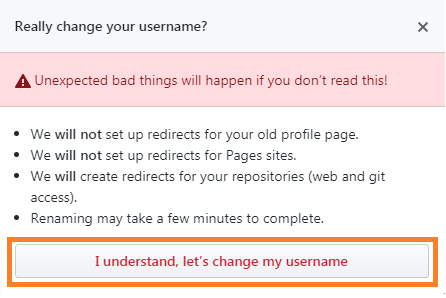 Really change your username?
Unexpected bad things will happen if you don’t read this!
We will not set up redirects for your old profile page.
We will not set up redirects for Pages sites.
We will create redirects for your repositories (web and git
access).
Renaming may take a few minutes to complete.
I understand, let’s change my username